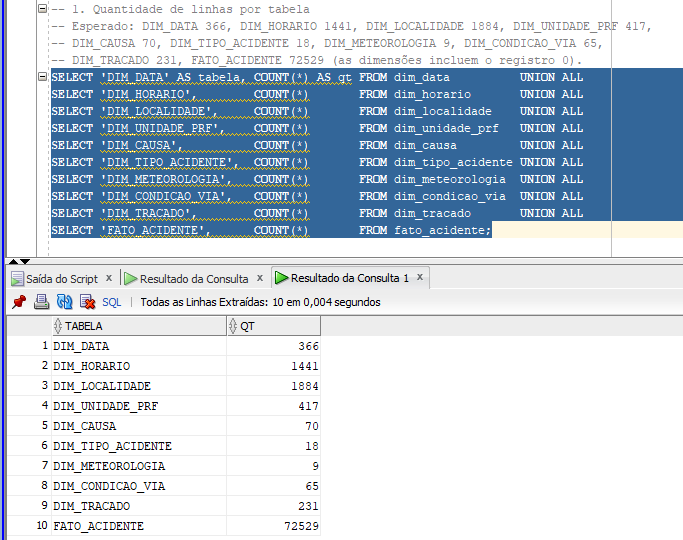 -- 1. Quantidade de linhas por tabela
-- Esperado: DIM_DATA 366, DIM_HORARIO 1441, DIM_LOCALIDADE 1884, DIM_UNIDADE_PRF 417,
-- DIM_CAUSA 70, DIM_TIPO_ACIDENTE 18, DIM_METEOROLOGIA 9, DIM_CONDICAO_VIA 65,
-- DIM_TRACADO 231, FATO_ACIDENTE 72529 (as dimensões incluem o registro 0).
SELECT 'DIM_DATA' AS tabela, COUNT(*) AS qt FROM dim_data UNION ALL
SELECT 'DIM_HORARIO', COUNT(*) FROM dim_horario UNION ALL
SELECT 'DIM_LOCALIDADE', COUNT(*) FROM dim_localidade UNION ALL
SELECT 'DIM_UNIDADE_PRF', COUNT(*) FROM dim_unidade_prf UNION ALL
SELECT 'DIM_CAUSA', COUNT(*) FROM dim_causa UNION ALL
SELECT 'DIM_TIPO_ACIDENTE', COUNT(*) FROM dim_tipo_acidente UNION ALL
SELECT 'DIM_METEOROLOGIA', COUNT(*) FROM dim_meteorologia UNION ALL
SELECT 'DIM_CONDICAO_VIA', COUNT(*) FROM dim_condicao_via UNION ALL
SELECT 'DIM_TRACADO', COUNT(*) FROM dim_tracado UNION ALL
SELECT 'FATO_ACIDENTE', COUNT(*) FROM fato_acidente;
Saída do Script x Resultado da Consulta x Resultado da Consulta 1 x
SQL | Todas as Linhas Extraídas: 10 em 0,004 segundos
TABELA QT
1 DIM_DATA 366
2 DIM_HORARIO 1441
3 DIM_LOCALIDADE 1884
4 DIM_UNIDADE_PRF 417
5 DIM_CAUSA 70
6 DIM_TIPO_ACIDENTE 18
7 DIM_METEOROLOGIA 9
8 DIM_CONDICAO_VIA 65
9 DIM_TRACADO 231
10 FATO_ACIDENTE 72529